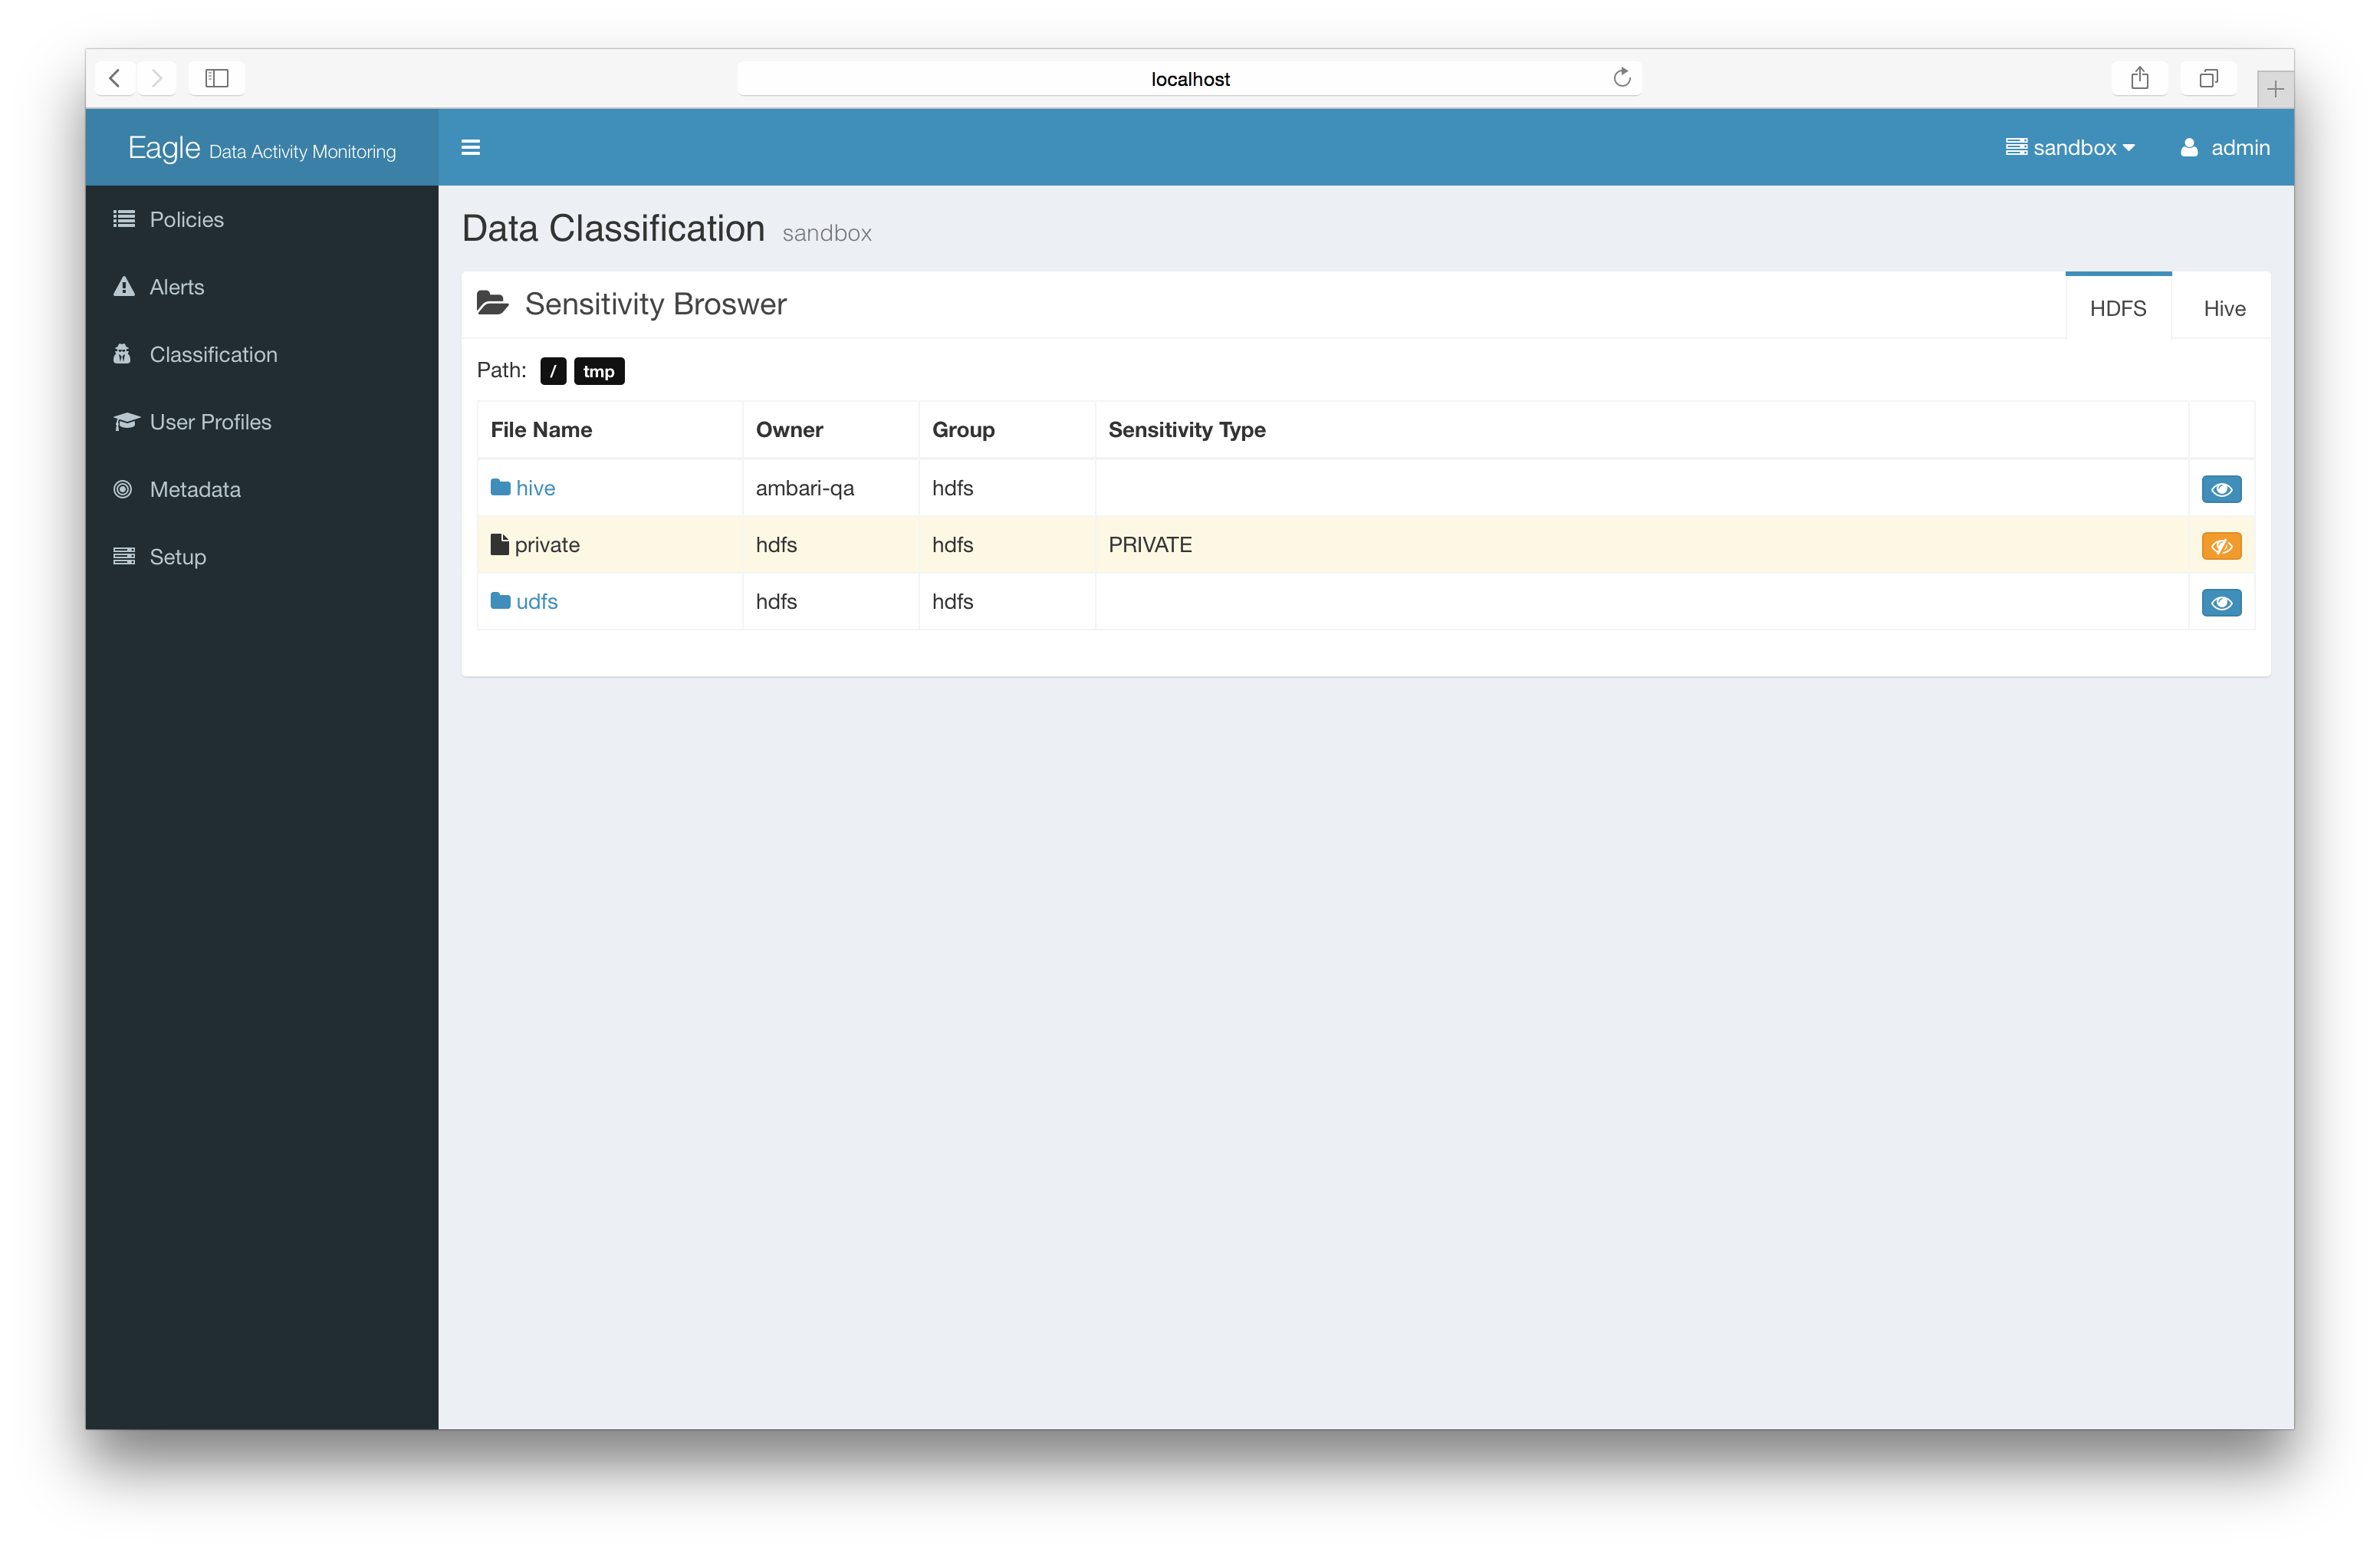 localhost
Eagle Data Activity Monitoring
sandbox admin
Policies
Alerts
Classification
User Profiles
Metadata
Setup
Data Classification sandbox
Sensitivity Broswer
HDFS Hive
Path: / tmp
File Name Owner Group Sensitivity Type
hive ambari-qa hdfs
private hdfs hdfs PRIVATE
udfs hdfs hdfs